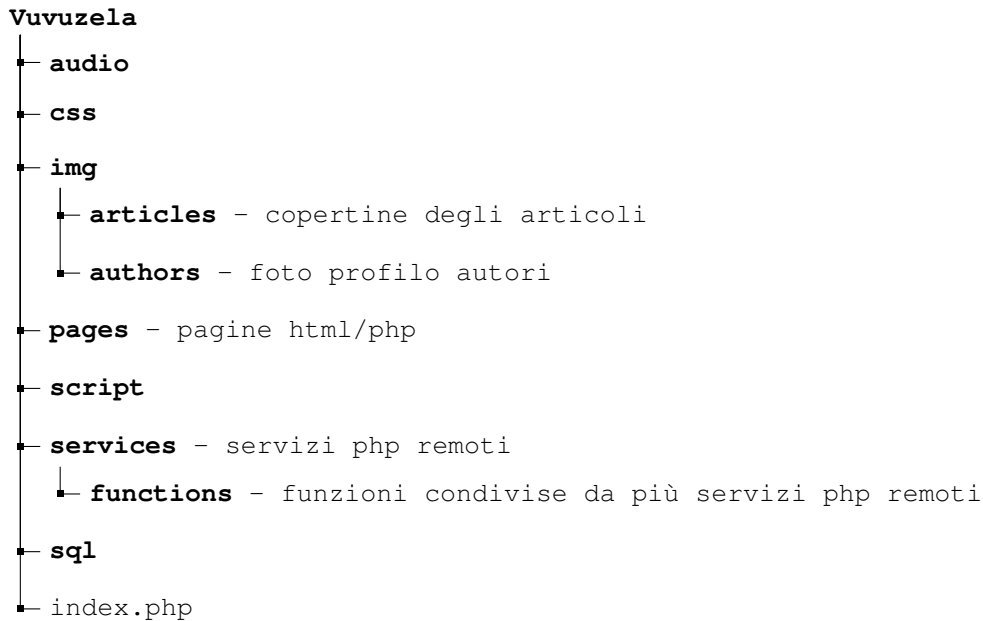 Vuvuzela
audio
css
img
articles – copertine degli articoli
authors – foto profilo autori
pages – pagine html/php
script
services – servizi php remoti
functions – funzioni condivise da più servizi php remoti
sql
index.php